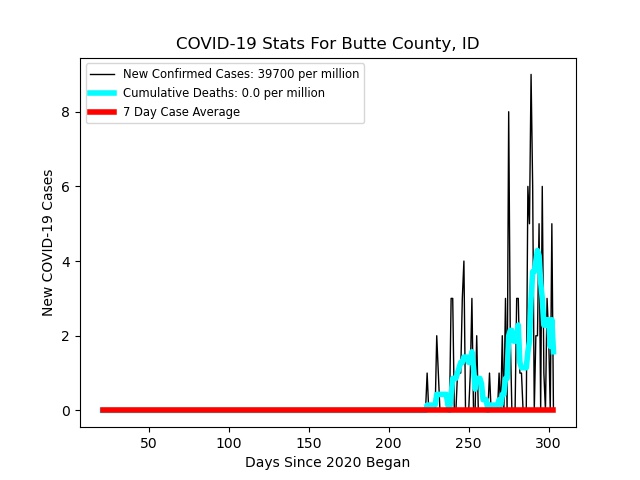 COVID-19 Stats For Butte County, ID
New Confirmed Cases: 39700 per million
Cumulative Deaths: 0.0 per million
7 Day Case Average
New COVID-19 Cases
8
6
4
2
0
50 100 150 200 250 300
Days Since 2020 Began